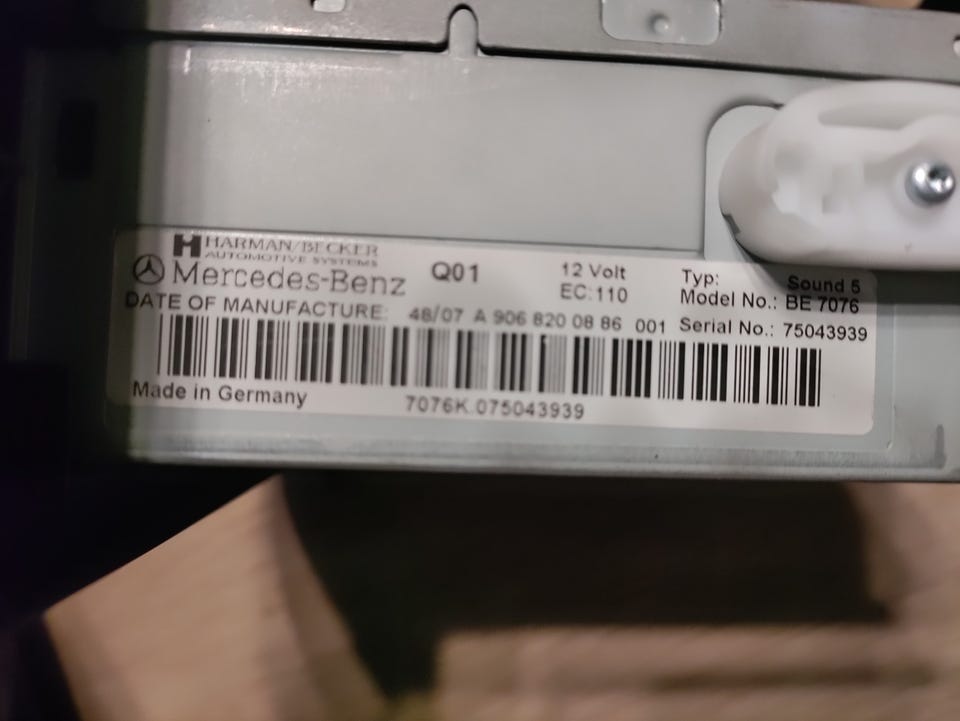 HARMAN/BECKER
AUTOMOTIVE SYSTEMS
Mercedes-Benz
Q01
12 Volt
EC:110
Typ: Sound 5
Model No.: BE 7076
DATE OF MANUFACTURE: 48/07 A 906 820 08 86 001 Serial No.: 75043939
Made in Germany
7076K.075043939